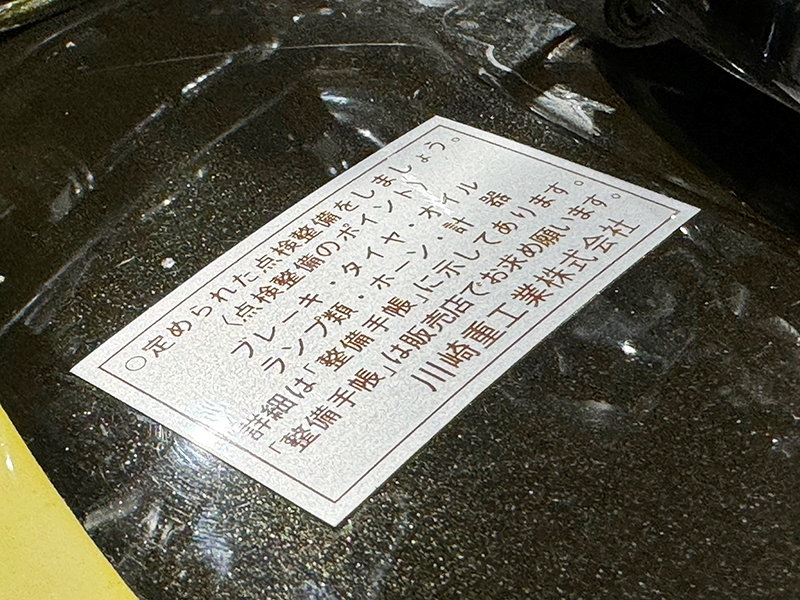 ○定められた点検整備をしましょう。
〈点検整備のポイント〉
ブレーキ・タイヤ・オイル
ランプ類・ホーン・計 器
詳細は「整備手帳」に示してあります。
「整備手帳」は販売店でお求め願います。
川崎重工業株式会社